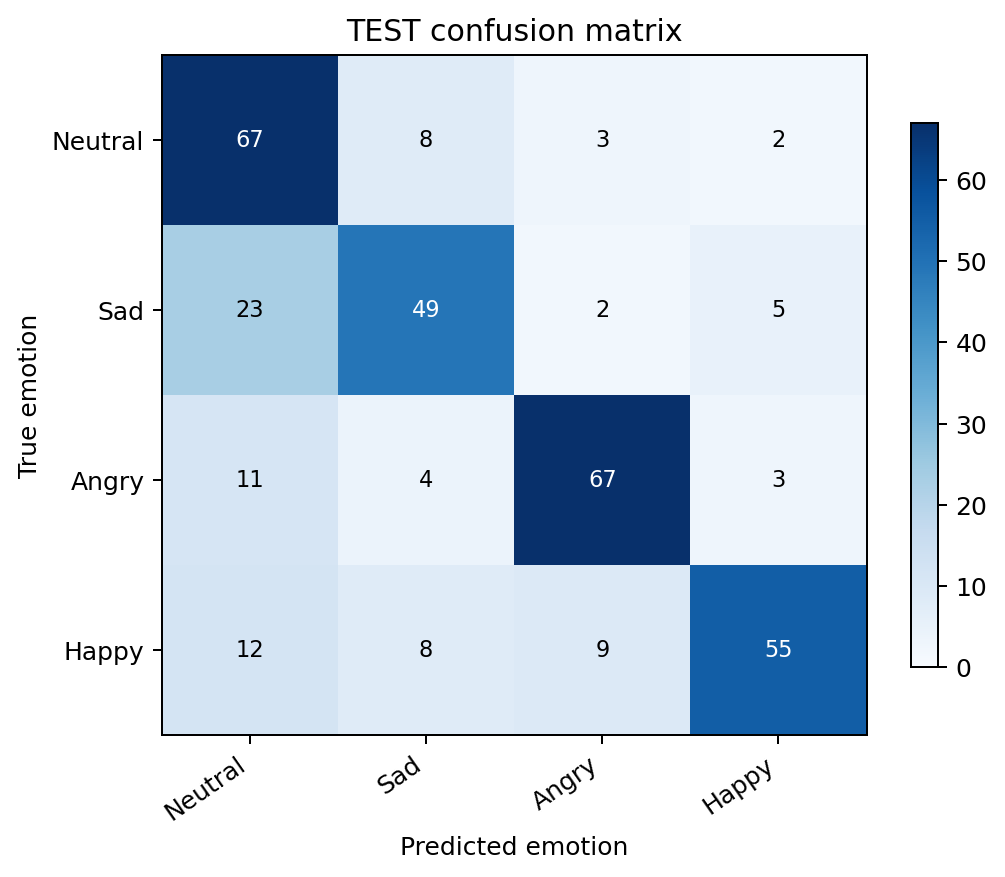 TEST confusion matrix
Neutral 67 8 3 2
Sad 23 49 2 5
Angry 11 4 67 3
Happy 12 8 9 55
Neutral Sad Angry Happy
Predicted emotion
True emotion
60
50
40
30
20
10
0